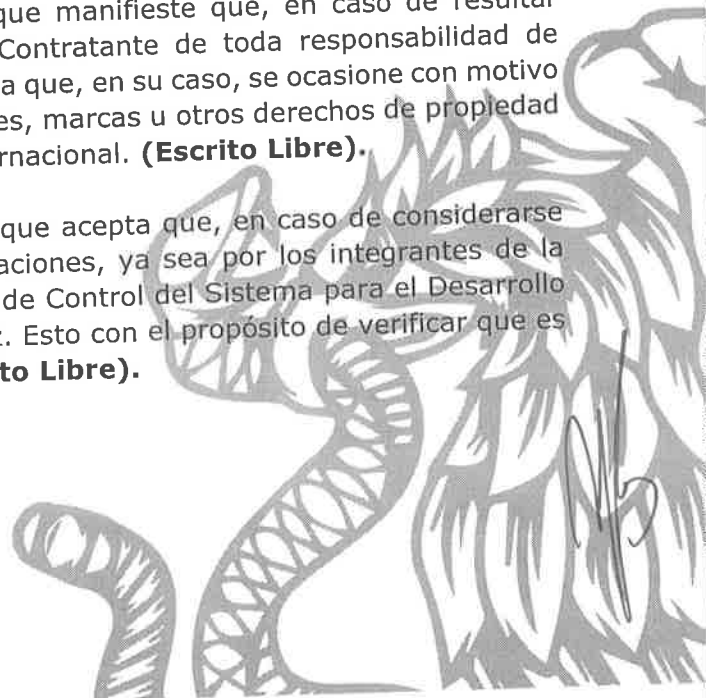 que manifieste que, en caso de resultar
Contratante de toda responsabilidad de
a que, en su caso, se ocasione con motivo
es, marcas u otros derechos de propiedad
ernacional. (Escrito Libre).
que acepta que, en caso de considerarse
aciones, ya sea por los integrantes de la
de Control del Sistema para el Desarrollo
z. Esto con el propósito de verificar que es
to Libre).